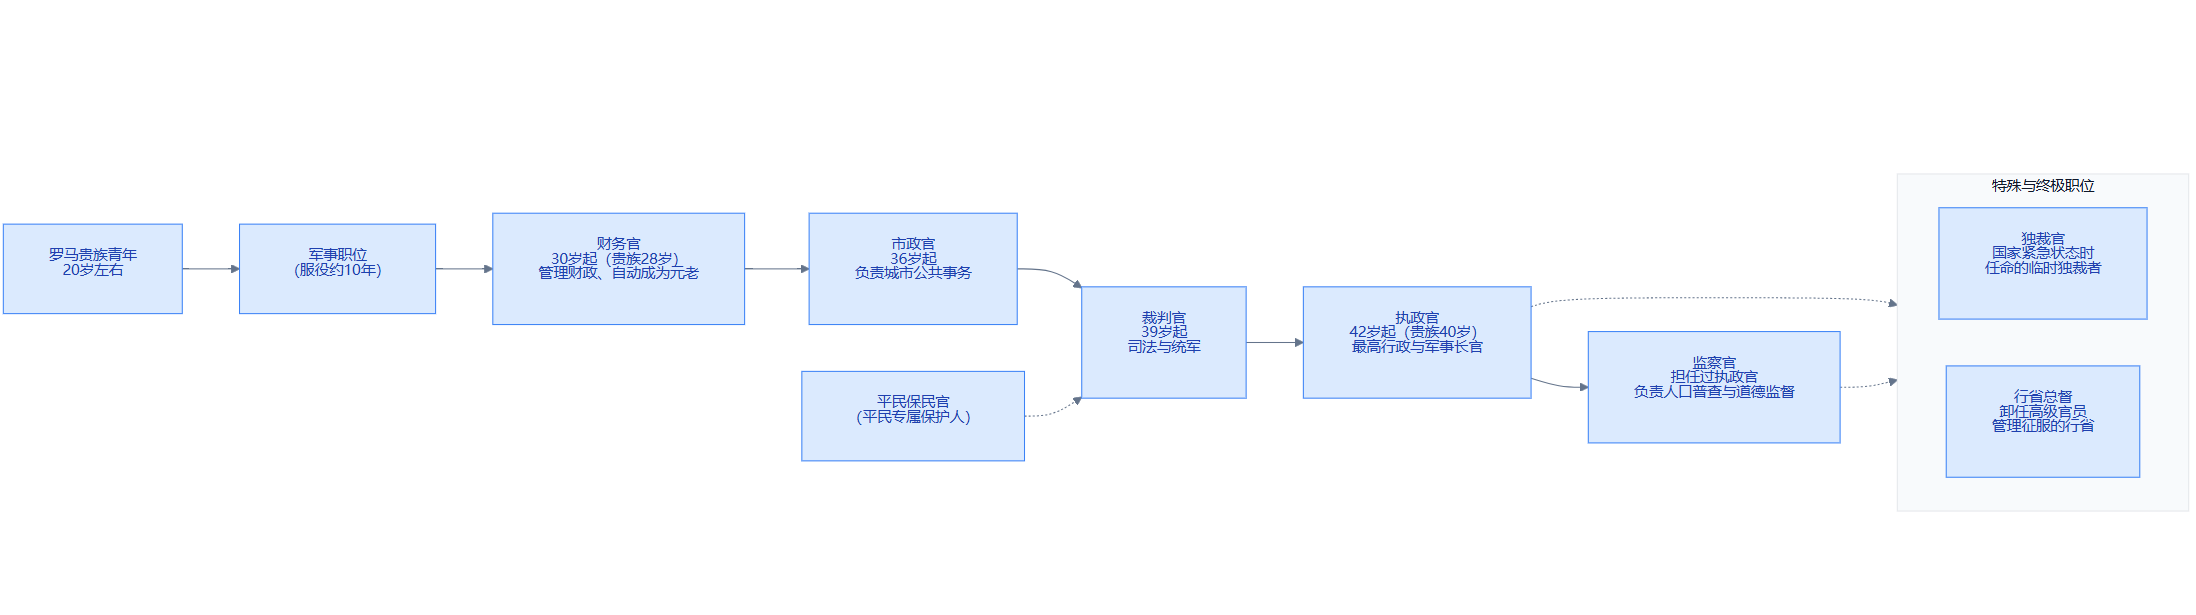 罗马贵族青年
20岁左右
军事职位
(服役约10年)
财务官
30岁起（贵族28岁）
管理财政、自动成为元老
市政官
36岁起
负责城市公共事务
平民保民官
（平民专属保护人）
裁判官
39岁起
司法与统军
执政官
42岁起（贵族40岁）
最高行政与军事长官
监察官
担任过执政官
负责人口普查与道德监督
特殊与终极职位
独裁官
国家紧急状态时
任命的临时独裁者
行省总督
卸任高级官员
管理征服的行省